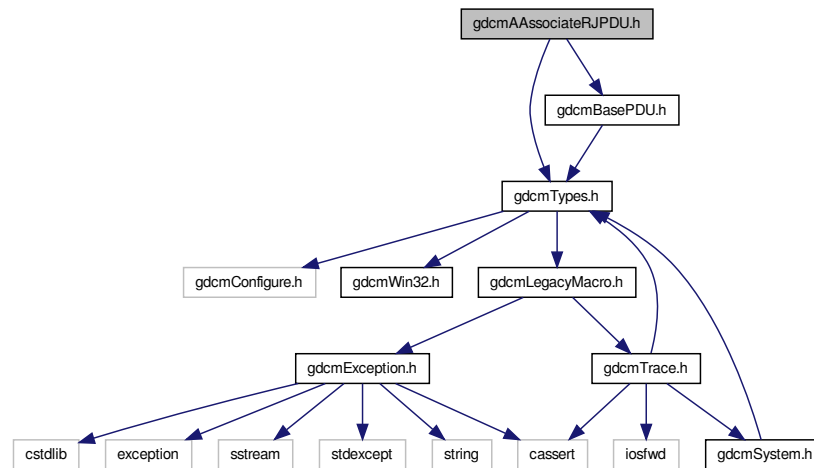 gdcmAAssociateRJPDU.h
gdcmBasePDU.h
gdcmTypes.h
gdcmConfigure.h
gdcmWin32.h
gdcmLegacyMacro.h
gdcmException.h
gdcmTrace.h
cstdlib
exception
sstream
stdexcept
string
cassert
iosfwd
gdcmSystem.h